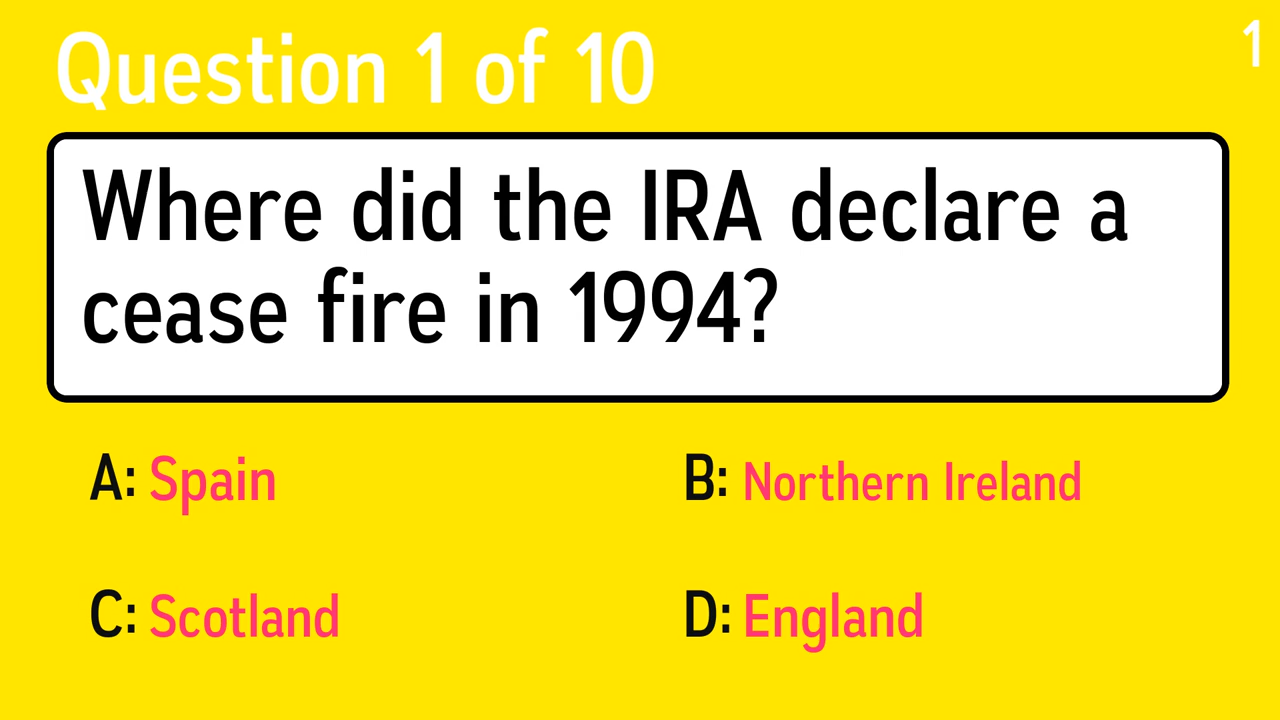 Question 1 of 10
1
Where did the IRA declare a
cease fire in 1994?
A: Spain
B: Northern Ireland
C: Scotland
D: England